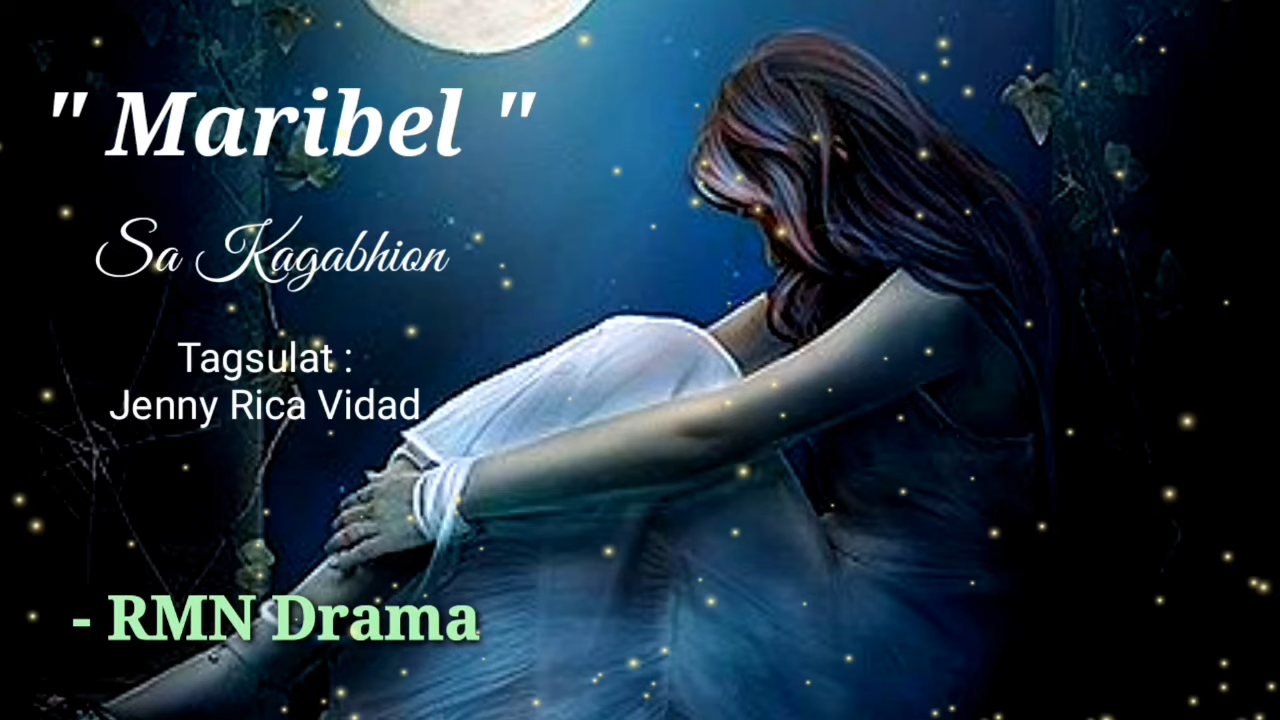 " Maribel "
Sa Kagabhion
Tagsulat :
Jenny Rica Vidad
- RMN Drama